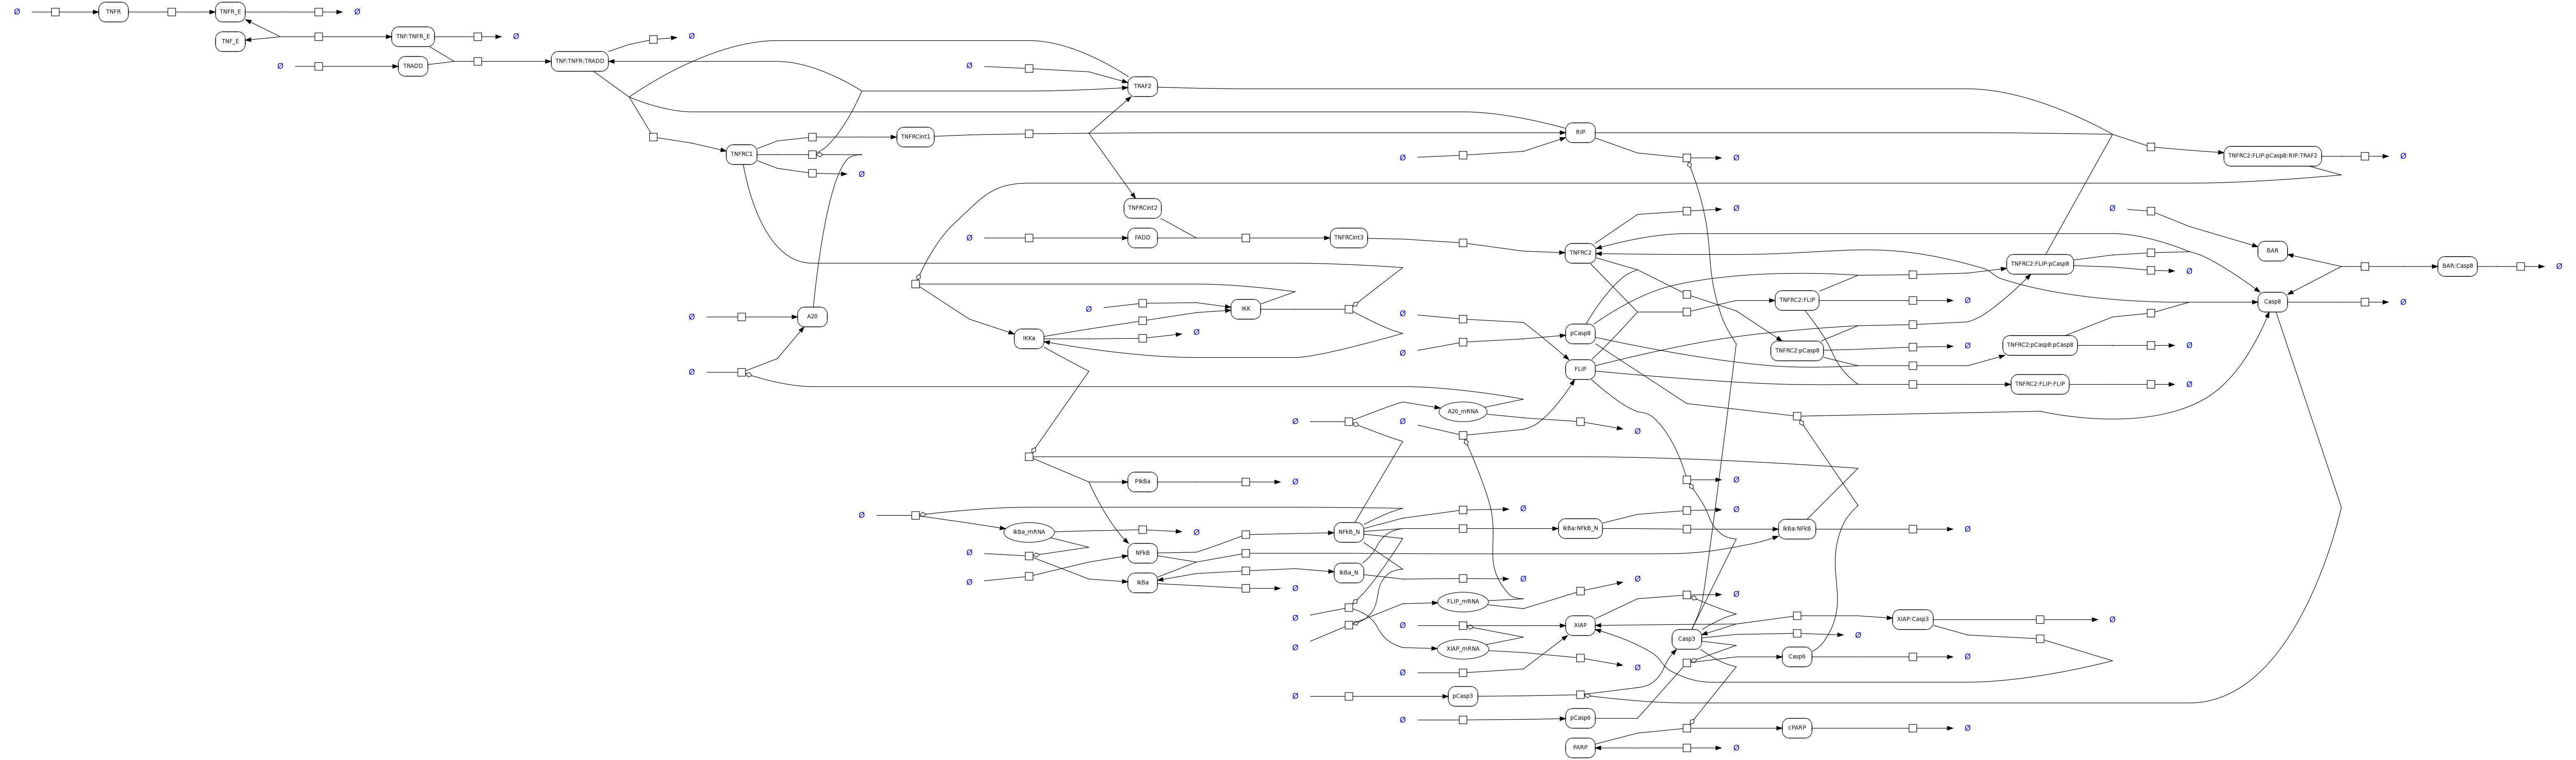 Ø TNFR TNFR_E Ø
TNF_E TNF:TNFR_E Ø Ø
Ø TRADD TNF:TNFR:TRADD Ø
TRAF2
TNFRC1 TNFRCint1 RIP
Ø Ø Ø TNFRC2:FLIP:pCasp8:RIP:TRAF2 Ø
TNFRCint2 Ø Ø
Ø FADD TNFRCint3 TNFRC2 BAR
TNFRC2:FLIP:pCasp8 Ø BAR:Casp8 Ø
Ø IKK TNFRC2:FLIP Ø Casp8 Ø
Ø A20 Ø
IKKa Ø pCasp8 TNFRC2:pCasp8 Ø TNFRC2:pCasp8:pCasp8 Ø
Ø
Ø FLIP TNFRC2:FLIP:FLIP Ø
Ø Ø A20_mRNA Ø
PIkBa Ø Ø
Ø Ø Ø
IkBa_mRNA Ø NFkB_N IkBa:NFkB_N IkBa:NFkB Ø
Ø NFkB
Ø IkBa Ø IkBa_N Ø Ø
FLIP_mRNA Ø
Ø Ø XIAP XIAP:Casp3 Ø
Casp3 Ø
Ø XIAP_mRNA Casp6 Ø
Ø Ø
Ø pCasp3
Ø pCasp6
cPARP Ø
PARP Ø